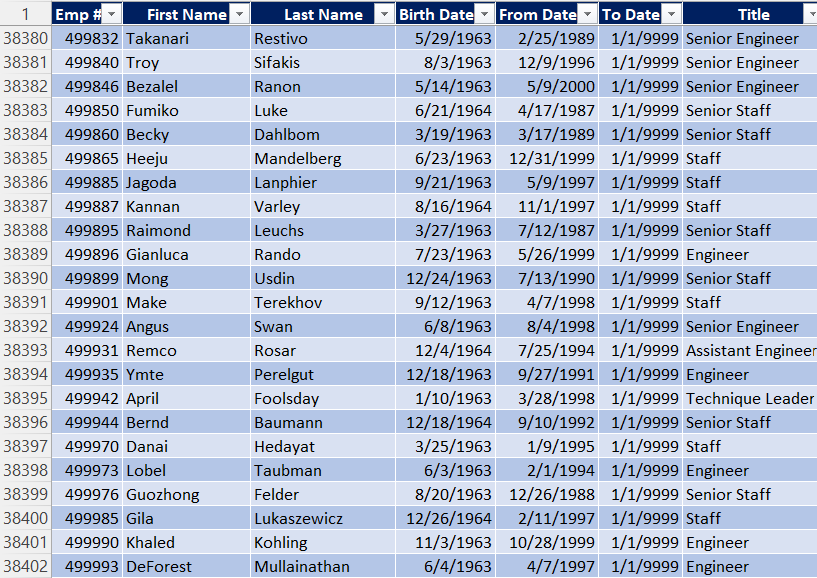 1 Emp # First Name Last Name Birth Date From Date To Date Title
38380 499832 Takanari Restivo 5/29/1963 2/25/1989 1/1/9999 Senior Engineer
38381 499840 Troy Sifakis 8/3/1963 12/9/1996 1/1/9999 Senior Engineer
38382 499846 Bezalel Ranon 5/14/1963 5/9/2000 1/1/9999 Senior Engineer
38383 499850 Fumiko Luke 6/21/1964 4/17/1987 1/1/9999 Senior Staff
38384 499860 Becky Dahlbom 3/19/1963 3/17/1989 1/1/9999 Senior Staff
38385 499865 Heeju Mandelberg 6/23/1963 12/31/1999 1/1/9999 Staff
38386 499885 Jagoda Lanphier 9/21/1963 5/9/1997 1/1/9999 Staff
38387 499887 Kannan Varley 8/16/1964 11/1/1997 1/1/9999 Staff
38388 499895 Raimond Leuchs 3/27/1963 7/12/1987 1/1/9999 Senior Staff
38389 499896 Gianluca Rando 7/23/1963 5/26/1999 1/1/9999 Engineer
38390 499899 Mong Usdin 12/24/1963 7/13/1990 1/1/9999 Senior Staff
38391 499901 Make Terekhov 9/12/1963 4/7/1998 1/1/9999 Staff
38392 499924 Angus Swan 6/8/1963 8/4/1998 1/1/9999 Senior Engineer
38393 499931 Remco Rosar 12/4/1964 7/25/1994 1/1/9999 Assistant Engineer
38394 499935 Ymte Perelgut 12/18/1963 9/27/1991 1/1/9999 Engineer
38395 499942 April Foolsday 1/10/1963 3/28/1998 1/1/9999 Technique Leader
38396 499944 Bernd Baumann 12/18/1964 9/10/1992 1/1/9999 Senior Staff
38397 499970 Danai Hedayat 3/25/1963 1/9/1995 1/1/9999 Staff
38398 499973 Lobel Taubman 6/3/1963 2/1/1994 1/1/9999 Engineer
38399 499976 Guozhong Felder 8/20/1963 12/26/1988 1/1/9999 Senior Staff
38400 499985 Gila Lukaszewicz 12/26/1964 2/11/1997 1/1/9999 Staff
38401 499990 Khaled Kohling 11/3/1963 10/28/1999 1/1/9999 Engineer
38402 499993 DeForest Mullainathan 6/4/1963 4/7/1997 1/1/9999 Engineer